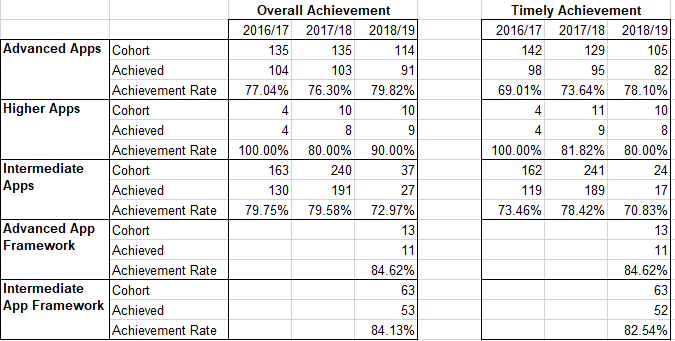 Overall Achievement Timely Achievement
2016/17 2017/18 2018/19 2016/17 2017/18 2018/19
Advanced Apps Cohort 135 135 114 142 129 105
Achieved 104 103 91 98 95 82
Achievement Rate 77.04% 76.30% 79.82% 69.01% 73.64% 78.10%
Higher Apps Cohort 4 10 10 4 11 10
Achieved 4 8 9 4 9 8
Achievement Rate 100.00% 80.00% 90.00% 100.00% 81.82% 80.00%
Intermediate Cohort 163 240 37 162 241 24
Apps Achieved 130 191 27 119 189 17
Achievement Rate 79.75% 79.58% 72.97% 73.46% 78.42% 70.83%
Advanced App Cohort 13 13
Framework Achieved 11 11
Achievement Rate 84.62% 84.62%
Intermediate Cohort 63 63
App Framework Achieved 53 52
Achievement Rate 84.13% 82.54%